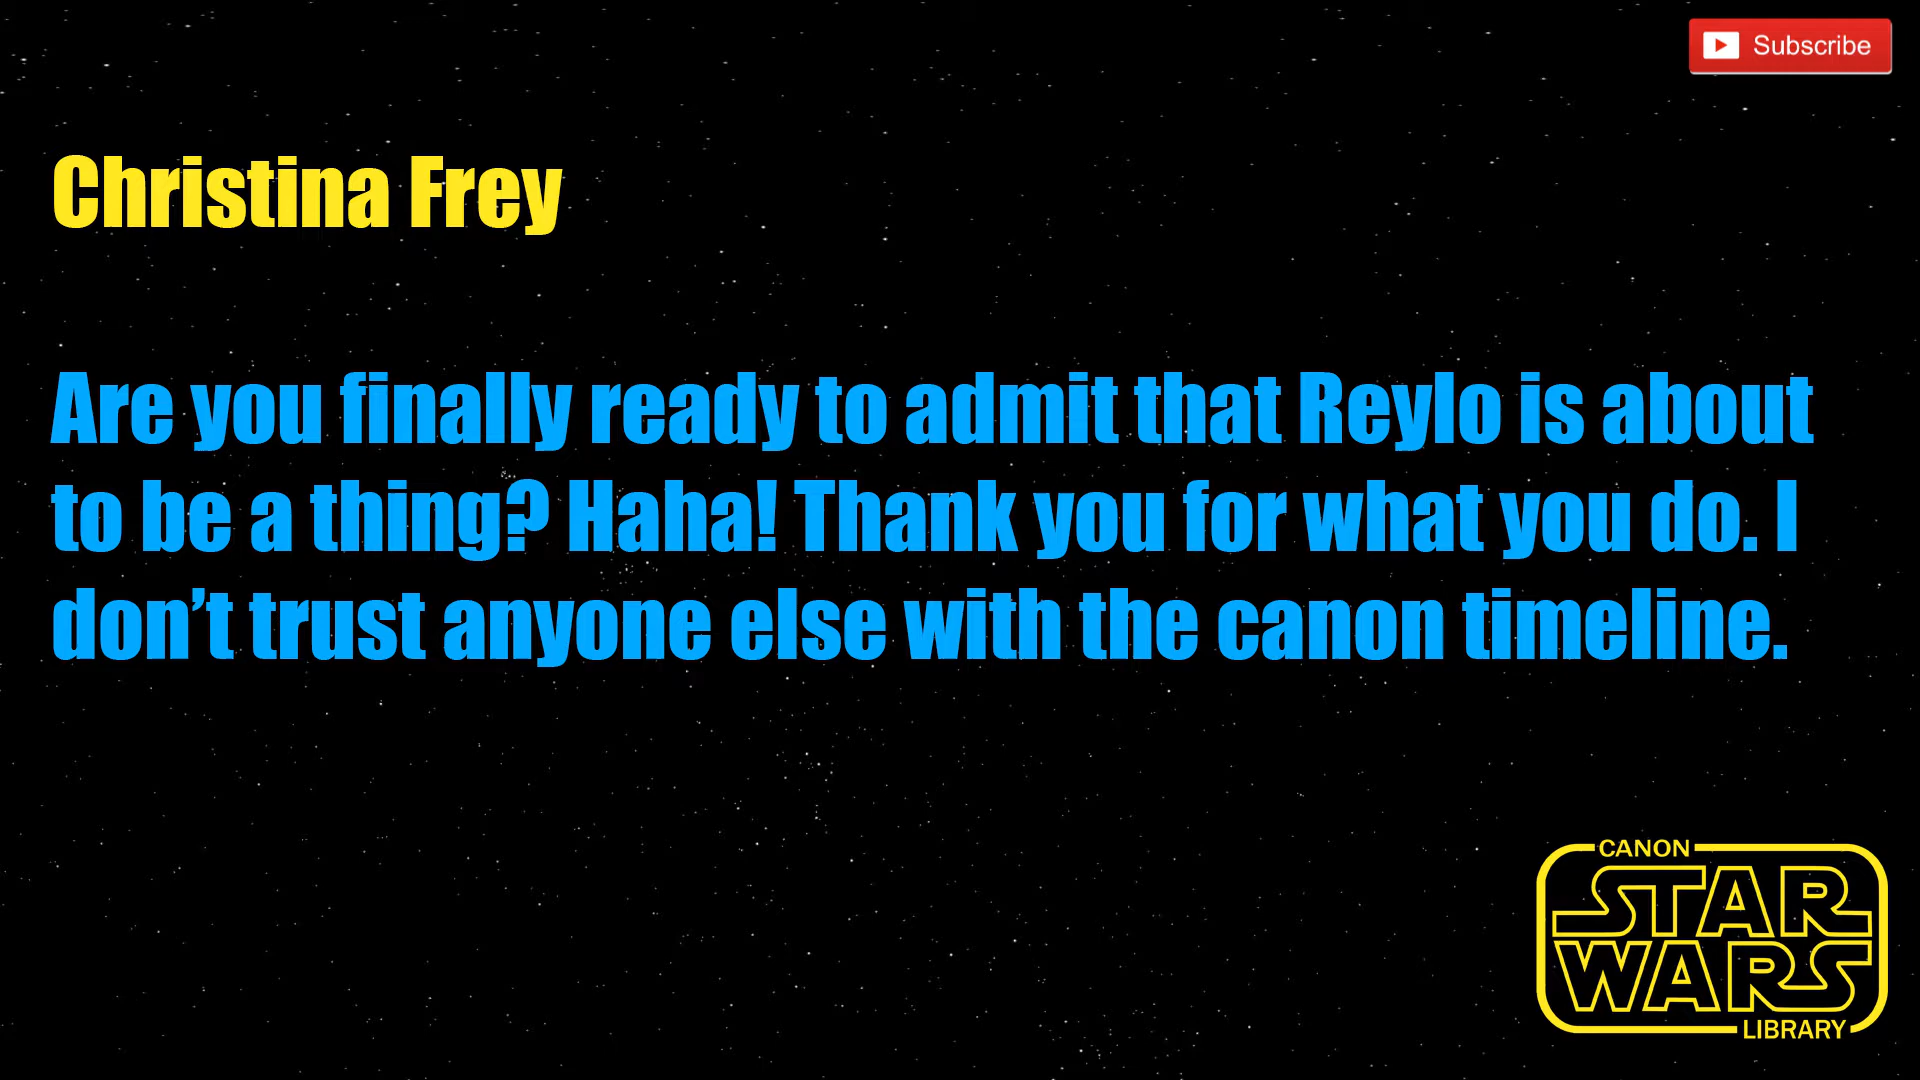 Subscribe
Christina Frey
Are you finally ready to admit that Reylo is about
to be a thing? Haha! Thank you for what you do. I
don’t trust anyone else with the canon timeline.
CANON
STAR
WARS
LIBRARY